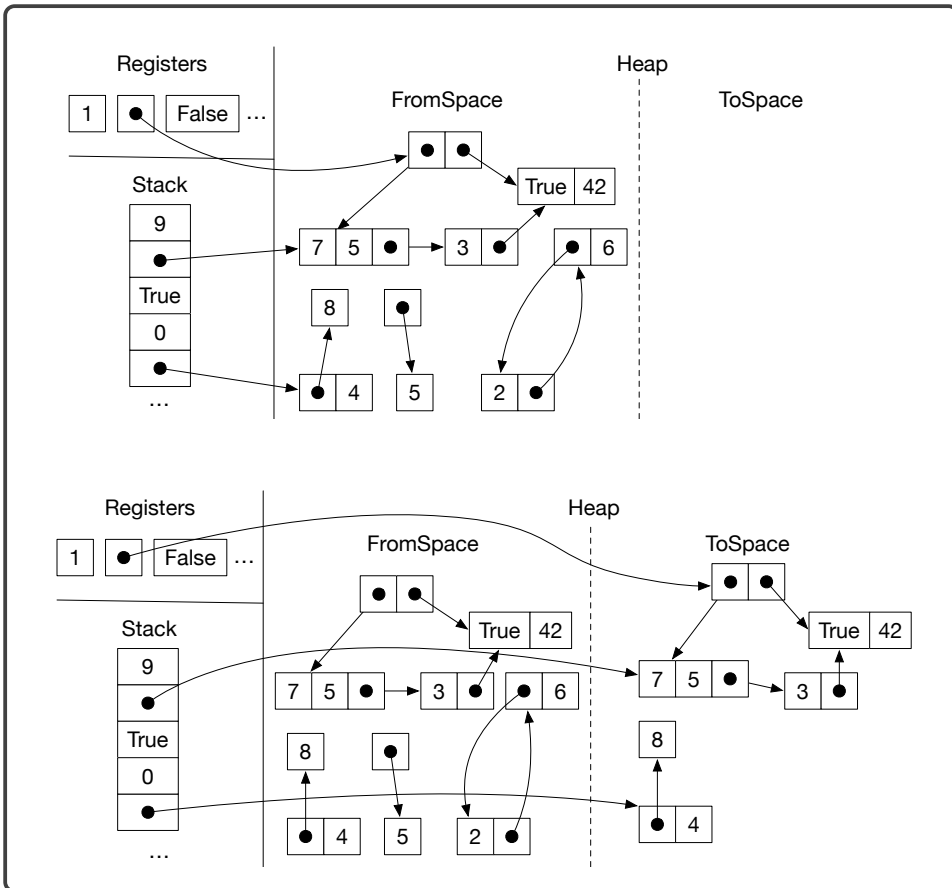 Registers
Heap
FromSpace
ToSpace
1
False ...
True 42
Stack
9
7 5
3
6
True
8
0
4
5
2
...
Registers
Heap
FromSpace
ToSpace
1
False ...
Stack
True 42
True 42
9
7 5
3
6
7 5
3
True
8
8
0
4
5
2
4
...